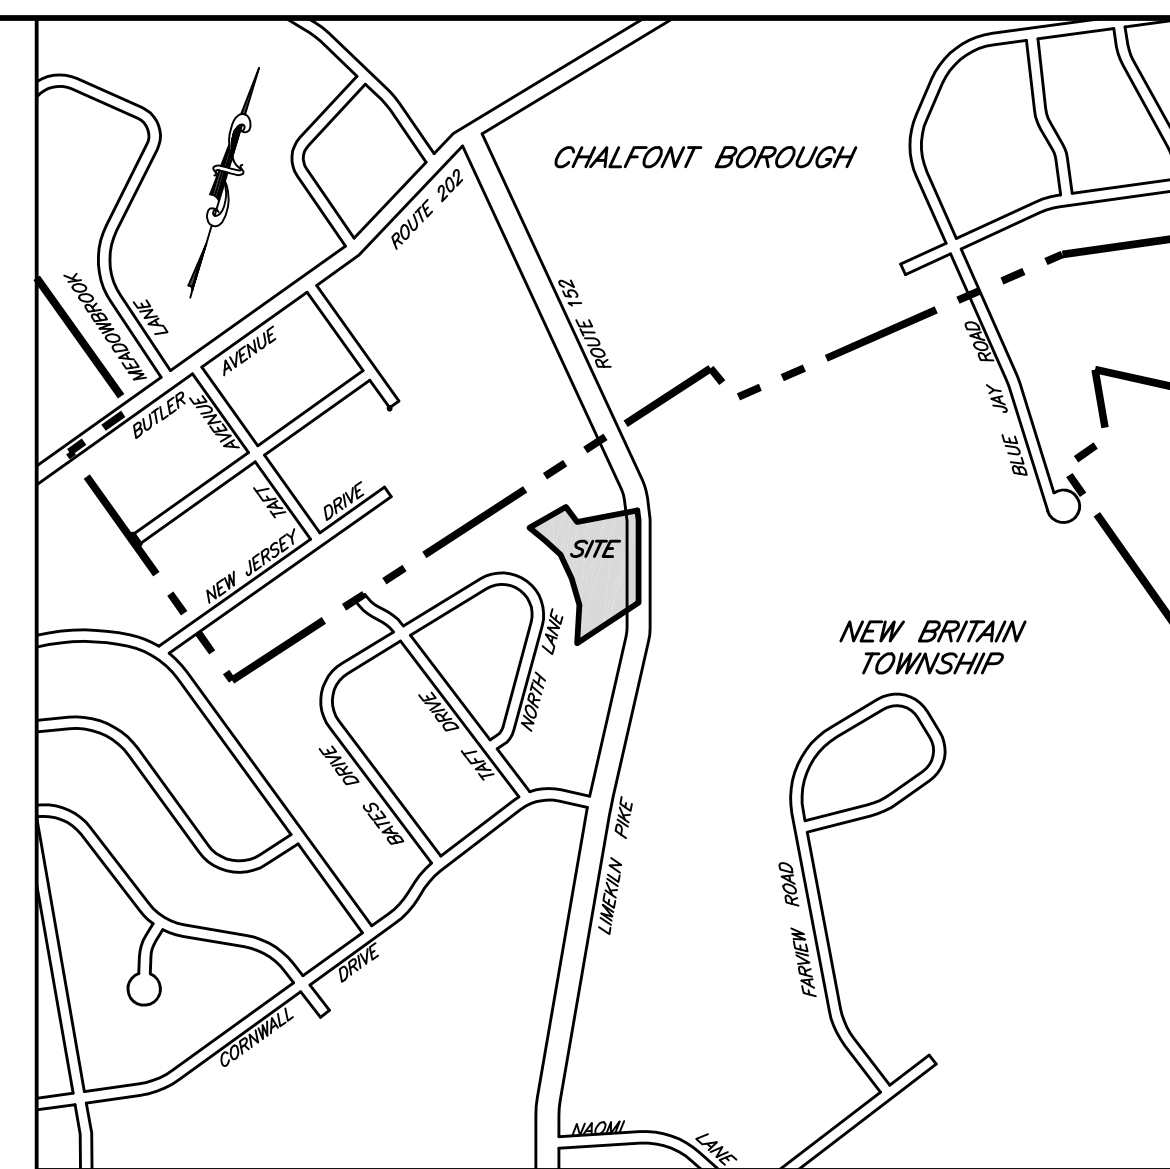 CHALFONT BOROUGH
ROUTE 202
MEADOWBROOK
LANE
ROUTE 152
BUTLER
AVENUE
BLUE JAY ROAD
TAFT
AVENUE
NEW JERSEY
DRIVE
SITE
NEW BRITAIN
TOWNSHIP
NORTH LANE
TAFT DRIVE
BATES DRIVE
LIMEKILN PIKE
FARVIEW ROAD
CORNWALL
DRIVE
NAOMI
LANE